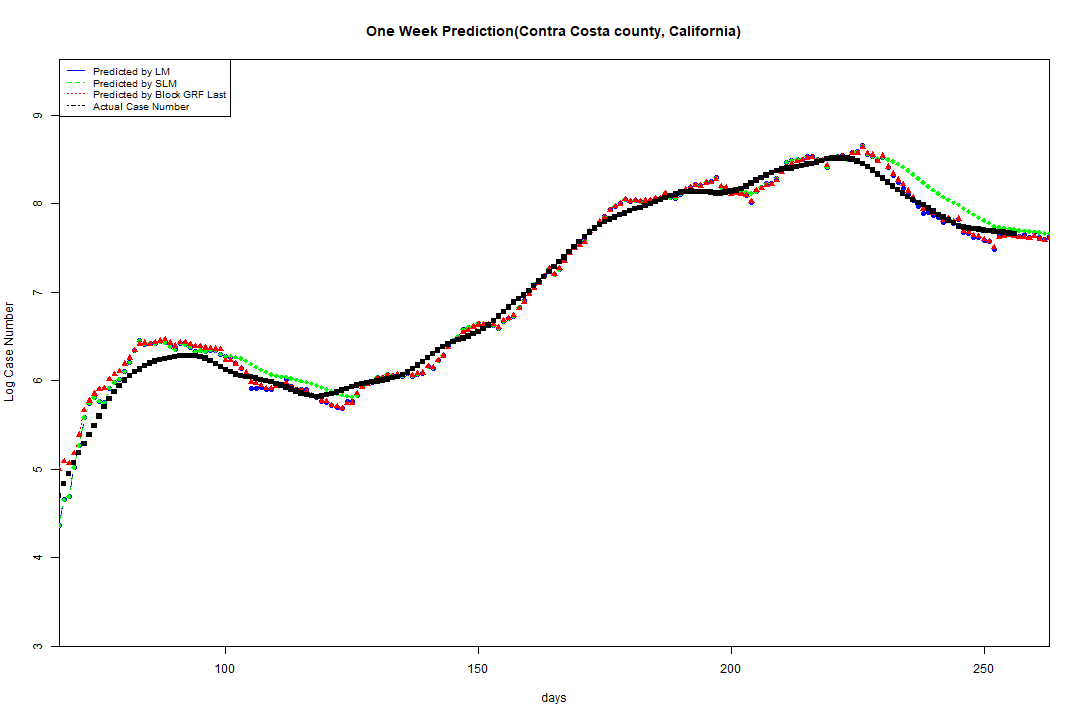 One Week Prediction(Contra Costa county, California)
Predicted by LM
Predicted by SLM
Predicted by Block GRF Last
Actual Case Number
9
8
7
6
5
4
3
Log Case Number
100 150 200 250
days